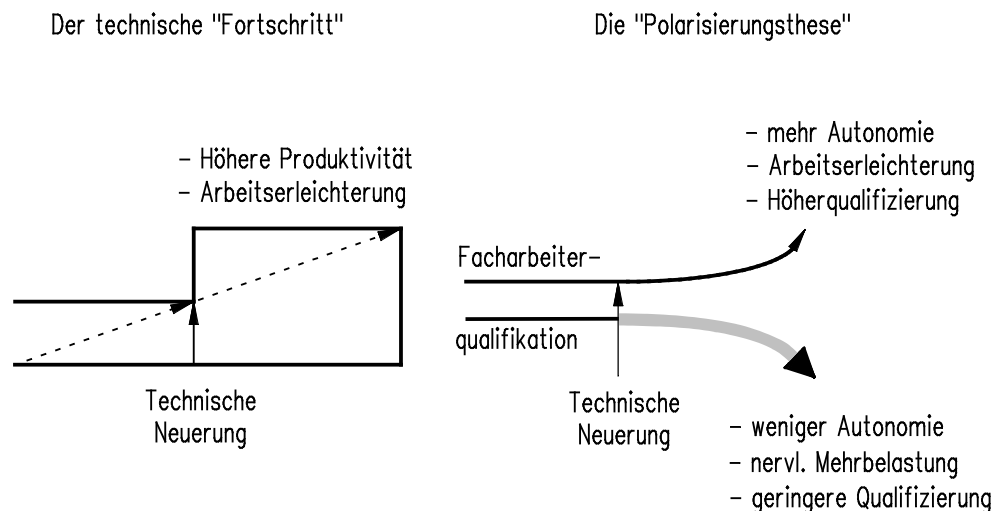 Der technische "Fortschritt"
- Höhere Produktivität
- Arbeitserleichterung
Technische
Neuerung
Die "Polarisierungsthese"
- mehr Autonomie
- Arbeitserleichterung
- Höherqualifizierung
Facharbeiter-
qualifikation
Technische
Neuerung
- weniger Autonomie
- nervl. Mehrbelastung
- geringere Qualifizierung